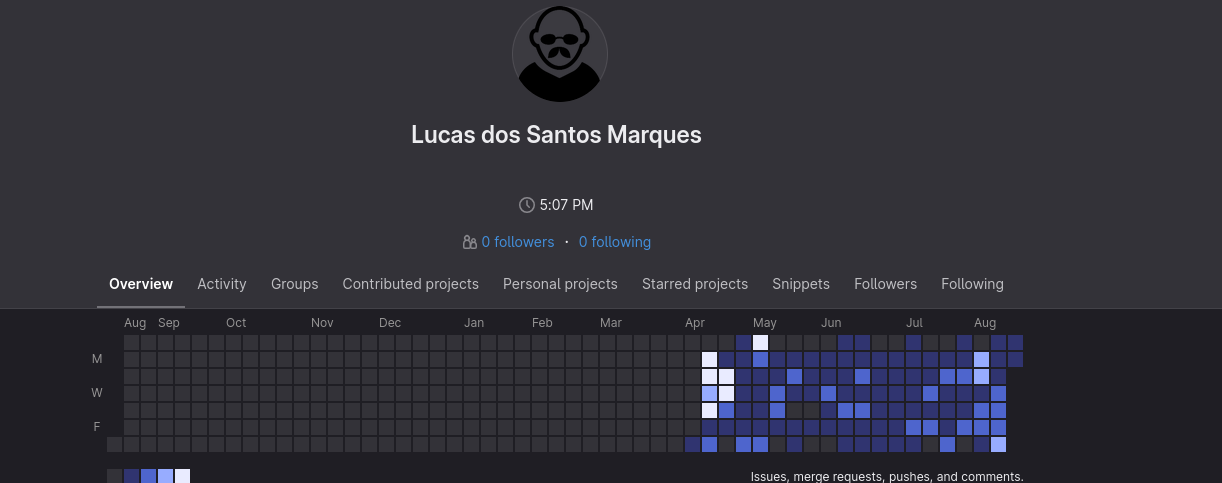 Lucas dos Santos Marques
5:07 PM
0 followers · 0 following
Overview Activity Groups Contributed projects Personal projects Starred projects Snippets Followers Following
Aug Sep Oct Nov Dec Jan Feb Mar Apr May Jun Jul Aug
M
W
F
Issues, merge requests, pushes, and comments.